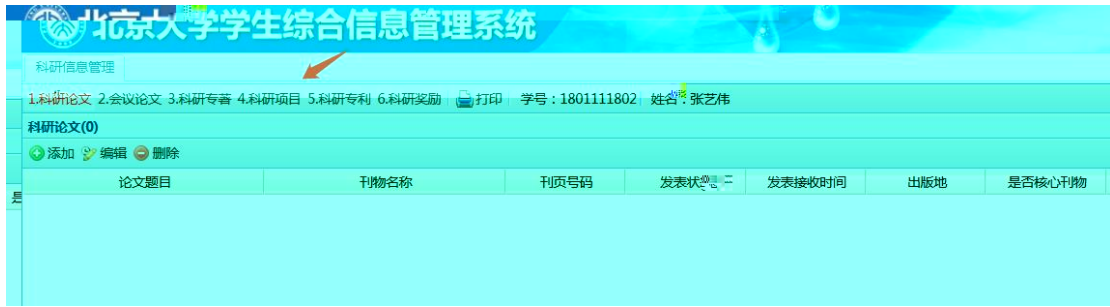 北京大学学生综合信息管理系统
科研信息管理
1.科研论文 2.会议论文 3.科研专著 4.科研项目 5.科研专利 6.科研奖励 打印 学号：1801111802 姓名：张艺伟
科研论文(0)
添加 编辑 删除
论文题目 刊物名称 刊页号码 发表状态 发表接收时间 出版地 是否核心刊物
是